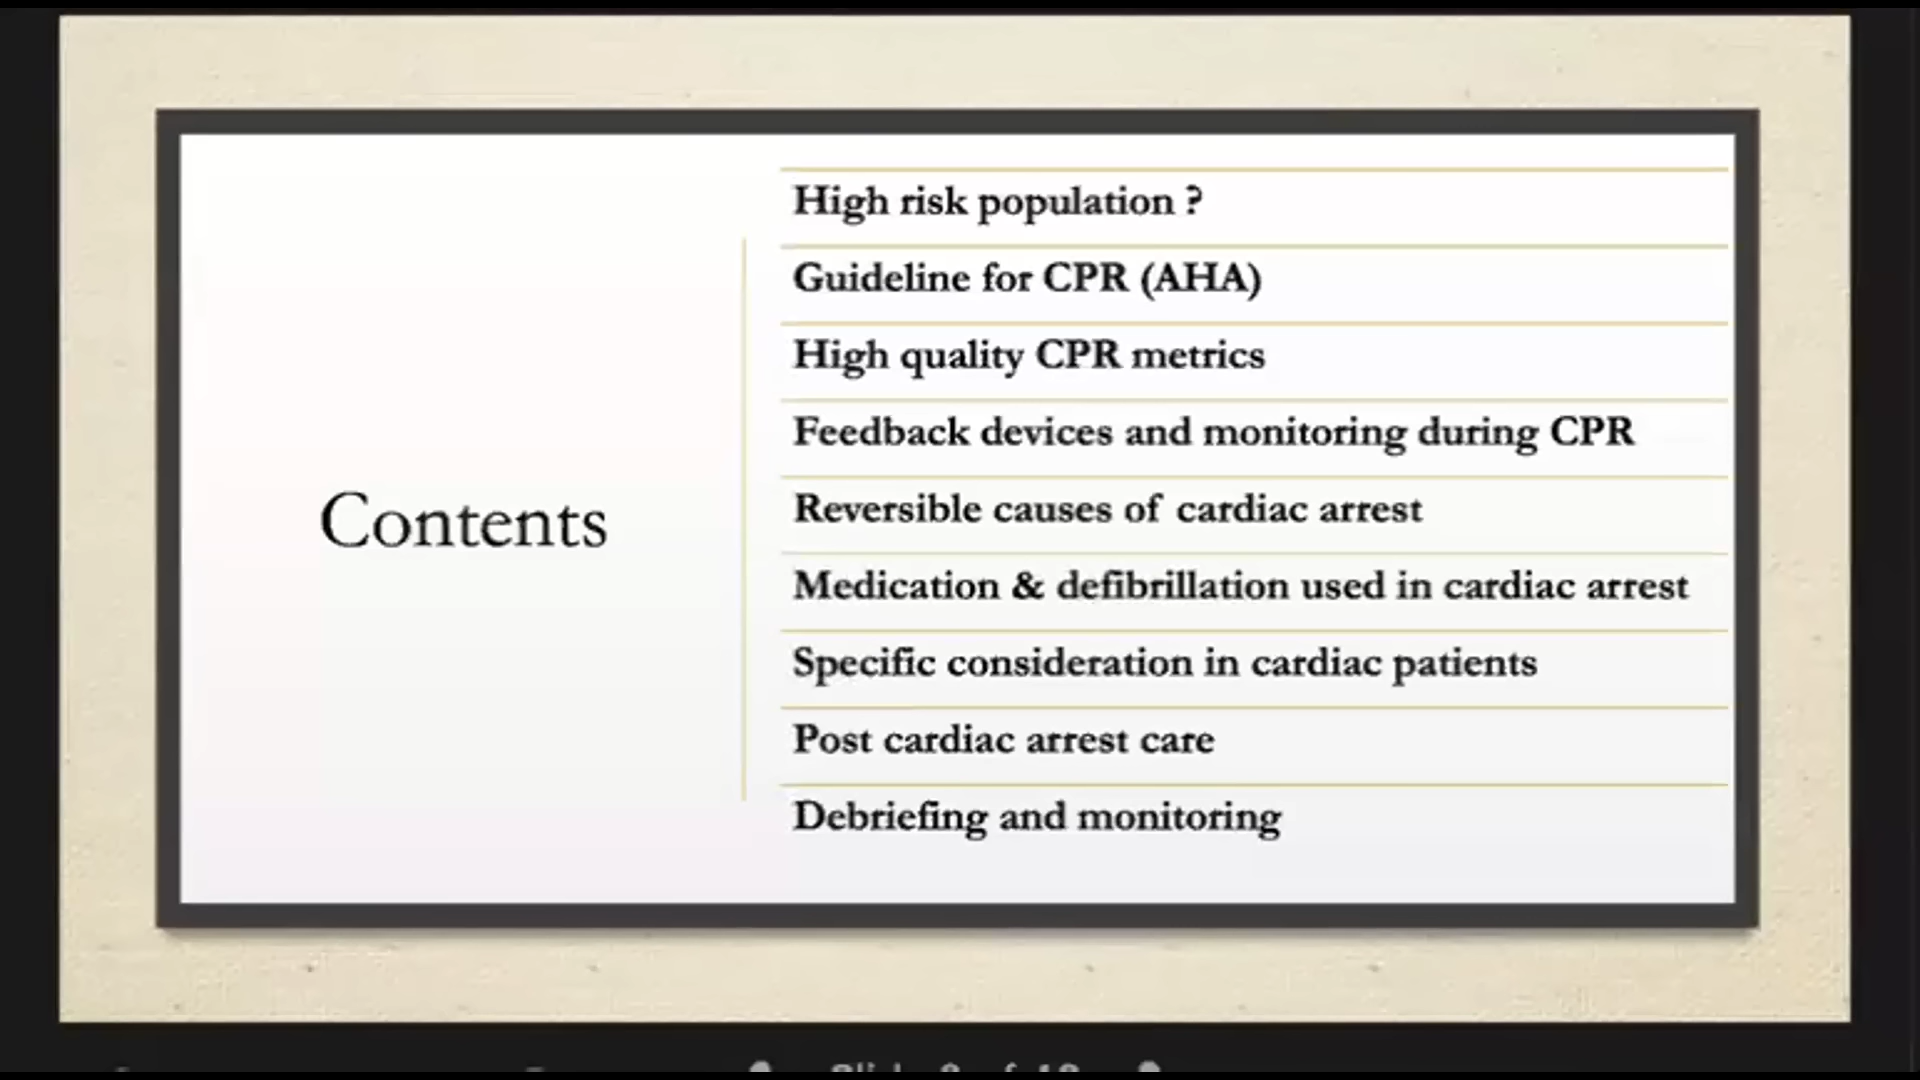 Contents
High risk population ?
Guideline for CPR (AHA)
High quality CPR metrics
Feedback devices and monitoring during CPR
Reversible causes of cardiac arrest
Medication & defibrillation used in cardiac arrest
Specific consideration in cardiac patients
Post cardiac arrest care
Debriefing and monitoring